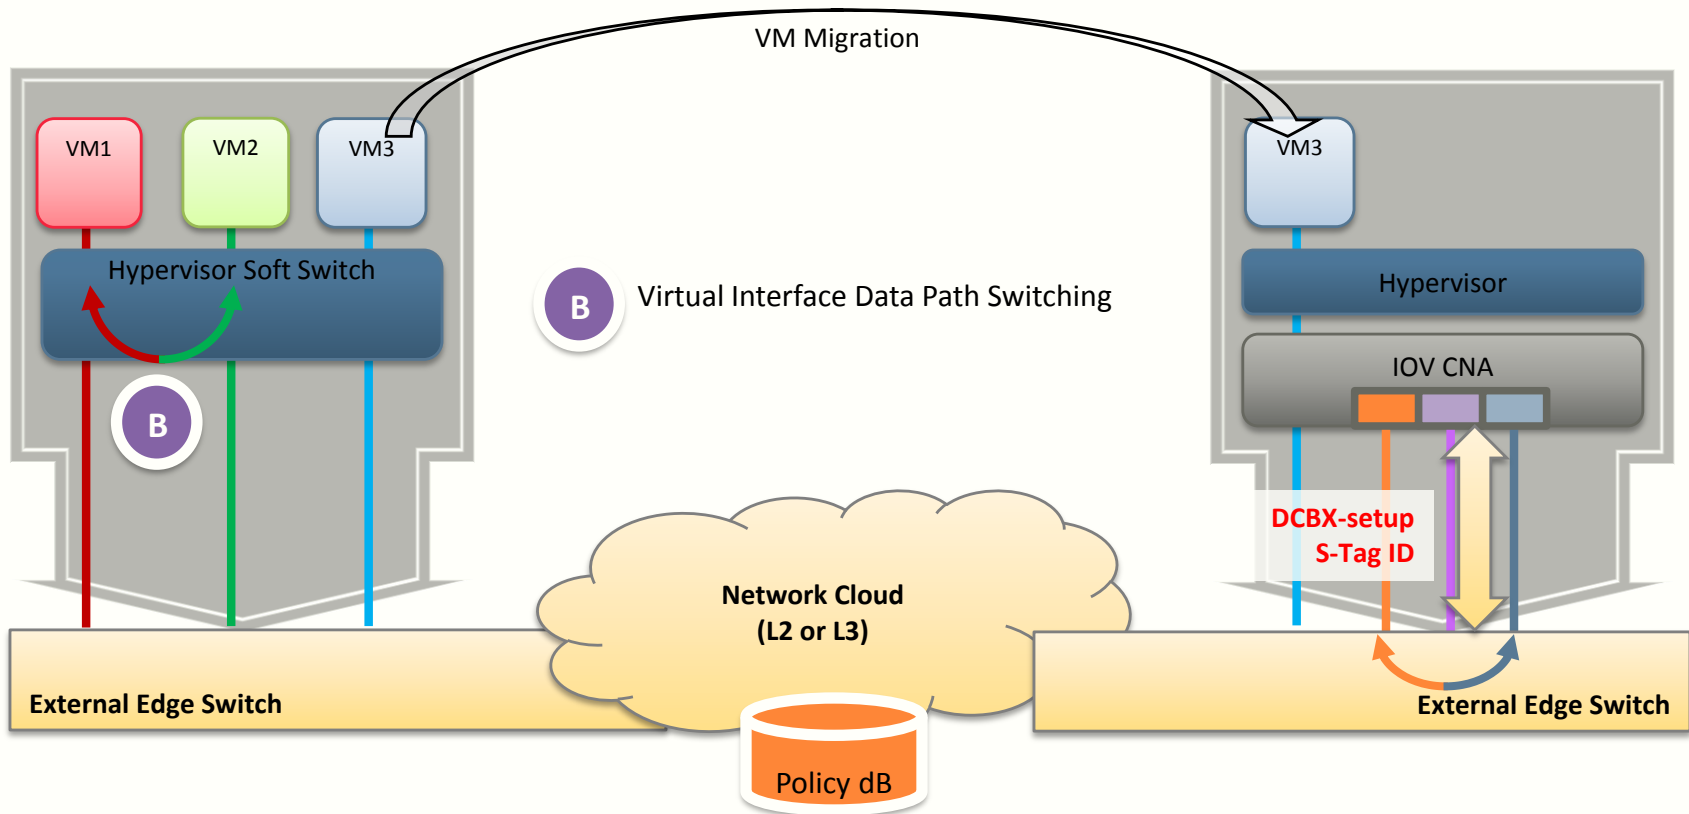 VM Migration
VM1
VM2
VM3
VM3
Hypervisor Soft Switch
B
Virtual Interface Data Path Switching
Hypervisor
IOV CNA
B
DCBX-setup
S-Tag ID
Network Cloud
(L2 or L3)
External Edge Switch
External Edge Switch
Policy dB